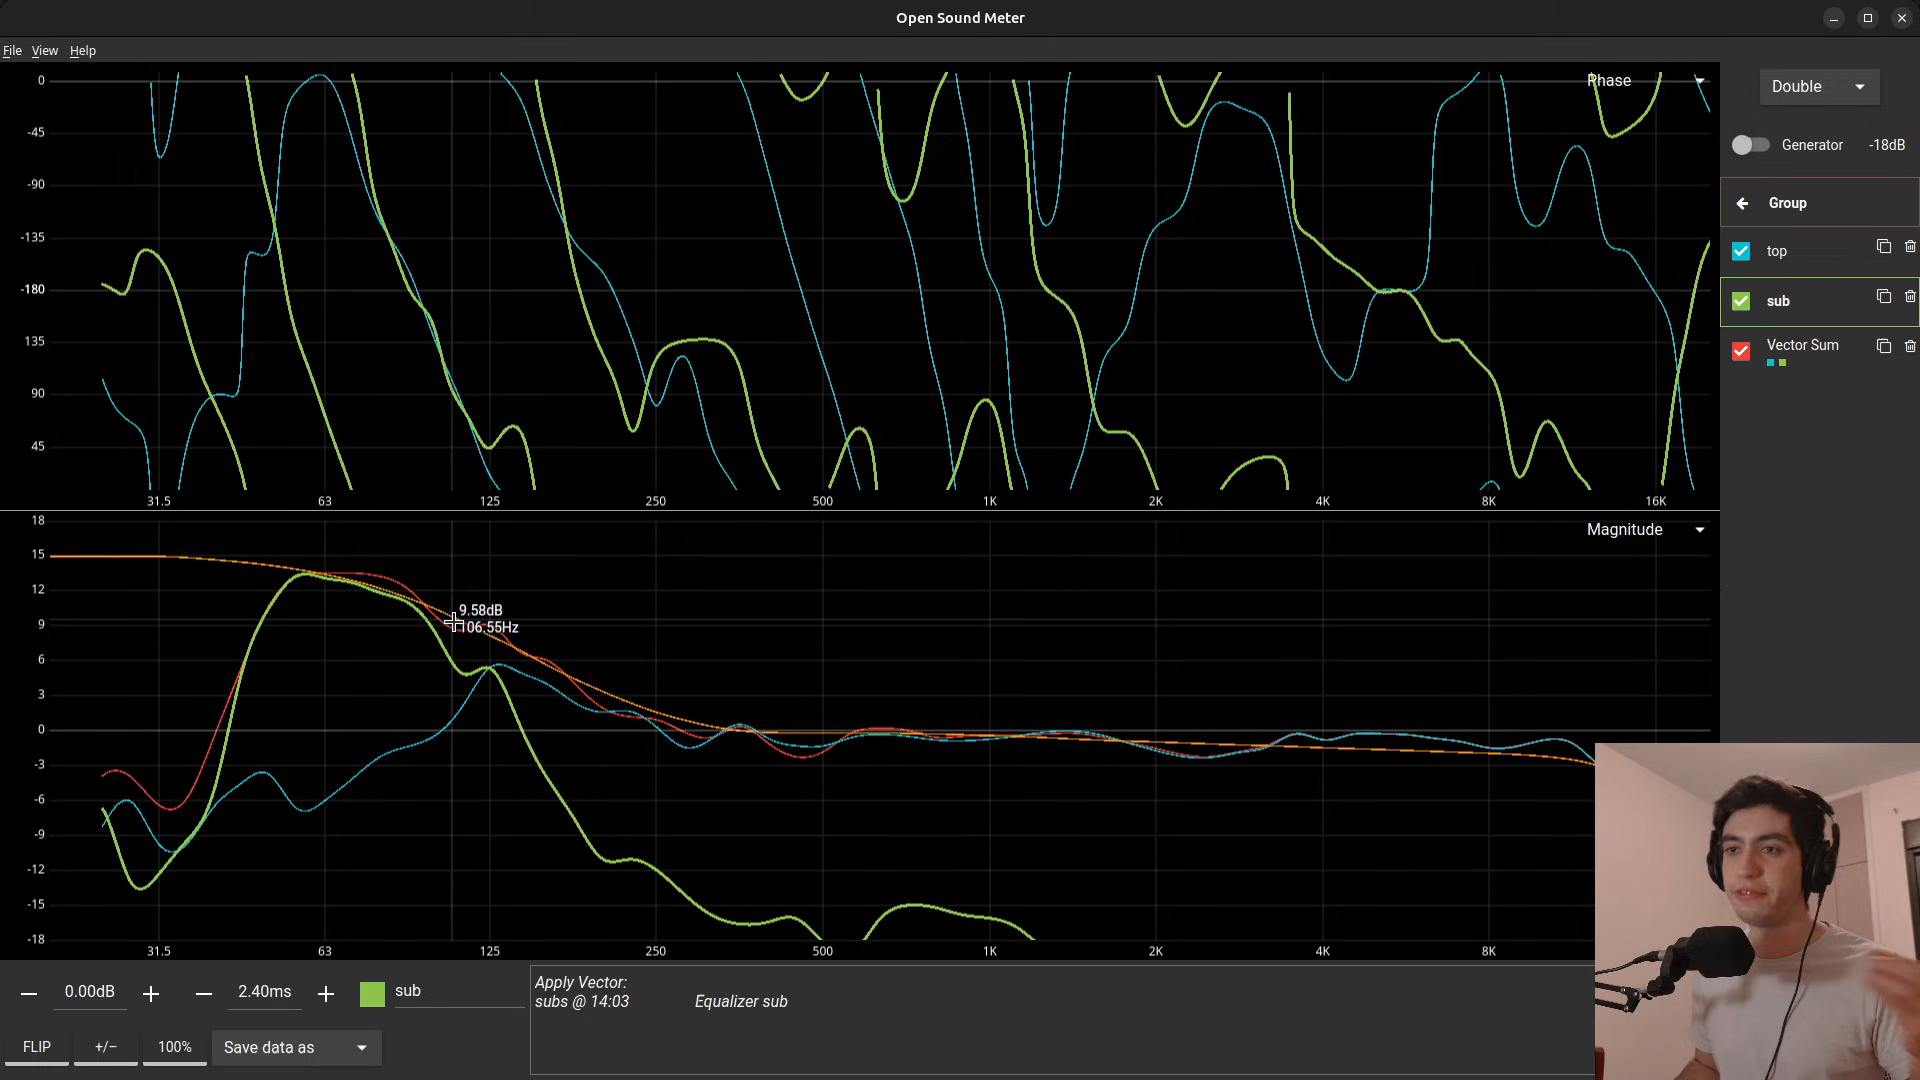 Open Sound Meter
File View Help
Phase
0
-45
-90
-135
-180
135
90
45
31.5 63 125 250 500 1K 2K 4K 8K 16K
Magnitude
18
15
12
9
6
3
0
-3
-6
-9
-12
-15
-18
9.58dB
106.55Hz
31.5 63 125 250 500 1K 2K 4K 8K
Double
Generator -18dB
Group
top
sub
Vector Sum
0.00dB
2.40ms
sub
Apply Vector:
subs @ 14:03 Equalizer sub
FLIP +/− 100% Save data as